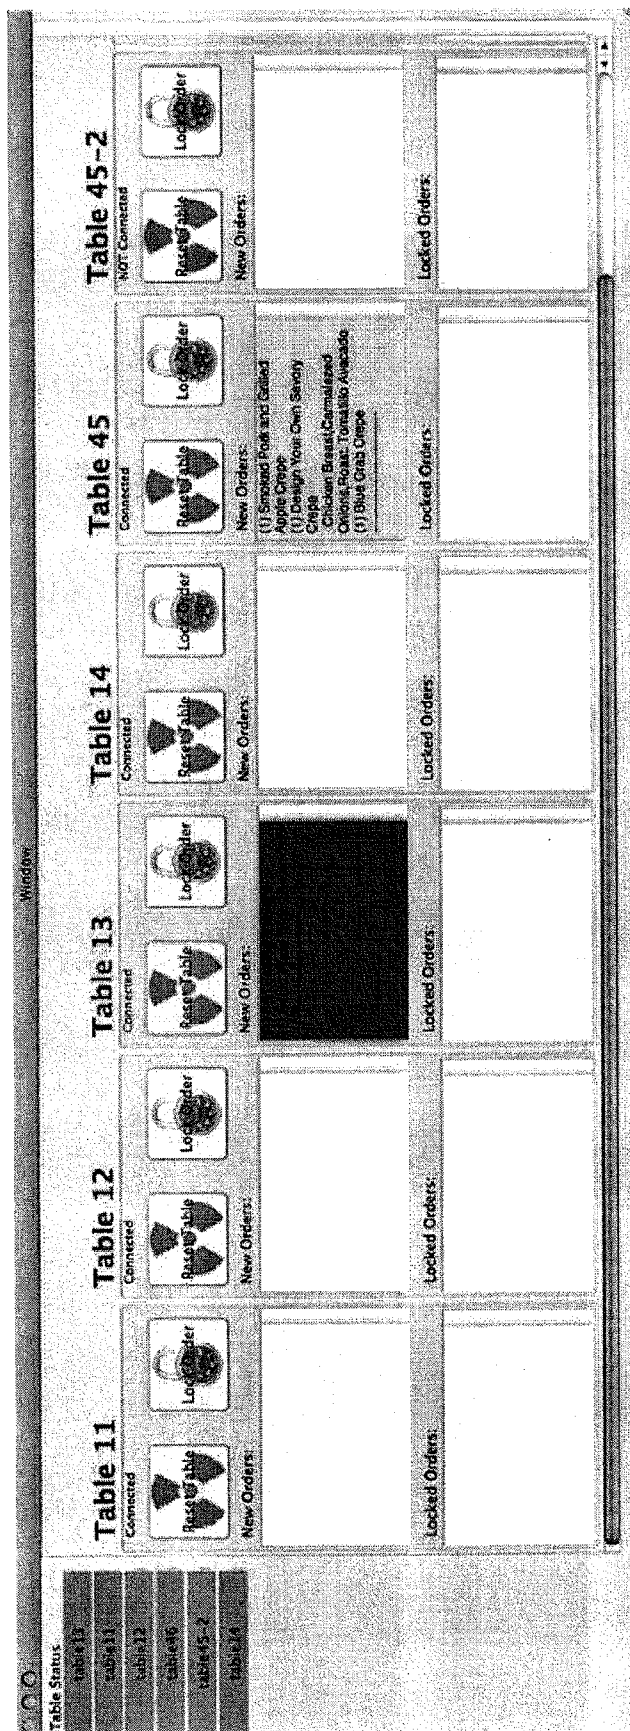 Window
Table Status
table13
table11
table12
table45-2
table14
Table 11
Connected
Reset Table
Lock Order
New Orders:
Locked Orders:
Table 12
Connected
Reset Table
Lock Order
New Orders:
Locked Orders:
Table 13
Connected
Reset Table
Lock Order
New Orders:
Locked Orders:
Table 14
Connected
Reset Table
Lock Order
New Orders:
Locked Orders:
Table 45
Connected
Reset Table
Lock Order
New Orders:
(1) Smoked Pork and Grilled
Apple Crepe
(1) Design Your Own Savory
Crepe
Chicken Breast,Carmalized
Onions,Roast. Tomatillo Avacado
(1) Blue Crab Crepe
Locked Orders:
Table 45-2
NOT Connected
Reset Table
Lock Order
New Orders:
Locked Orders: